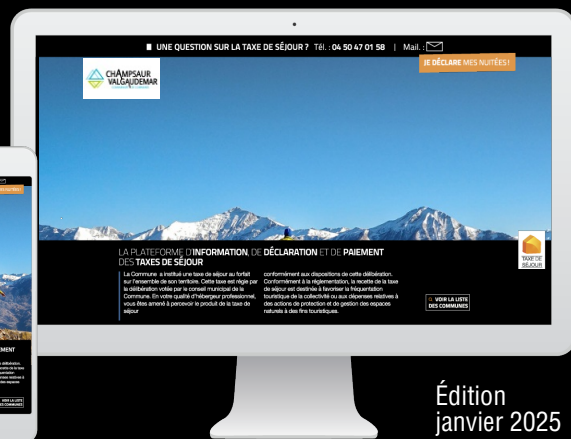 UNE QUESTION SUR LA TAXE DE SÉJOUR ? Tél. : 04 50 47 01 58 | Mail. :
JE DÉCLARE MES NUITÉES !
CHAMPSAUR
VALGAUDEMAR
LA PLATEFORME D'INFORMATION, DE DÉCLARATION ET DE PAIEMENT
DES TAXES DE SÉJOUR
La Commune a institué une taxe de séjour au forfait
sur l'ensemble de son territoire. Cette taxe est régie par
la délibération votée par le conseil municipal de la
Commune. En votre qualité d'hébergeur professionnel,
vous êtes amené à percevoir le produit de la taxe de
séjour
conformément aux dispositions de cette délibération.
Conformément à la réglementation, la recette de la taxe
de séjour est destinée à favoriser la fréquentation
touristique de la collectivité ou aux dépenses relatives à
des actions de protection et de gestion des espaces
naturels à des fins touristiques.
TAXE DE
SÉJOUR
VOIR LA LISTE
DES COMMUNES
EMENT
VOIR LA LISTE
DES COMMUNES
Édition
janvier 2025